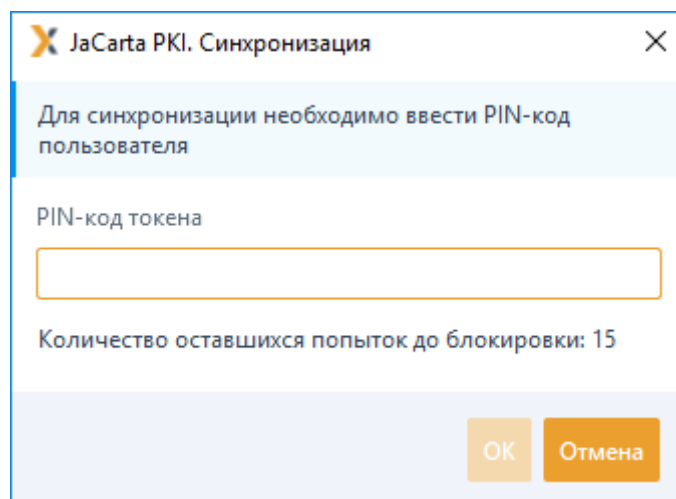 JaCarta PKI. Синхронизация
Для синхронизации необходимо ввести PIN-код
пользователя
PIN-код токена
Количество оставшихся попыток до блокировки: 15
OK
Отмена